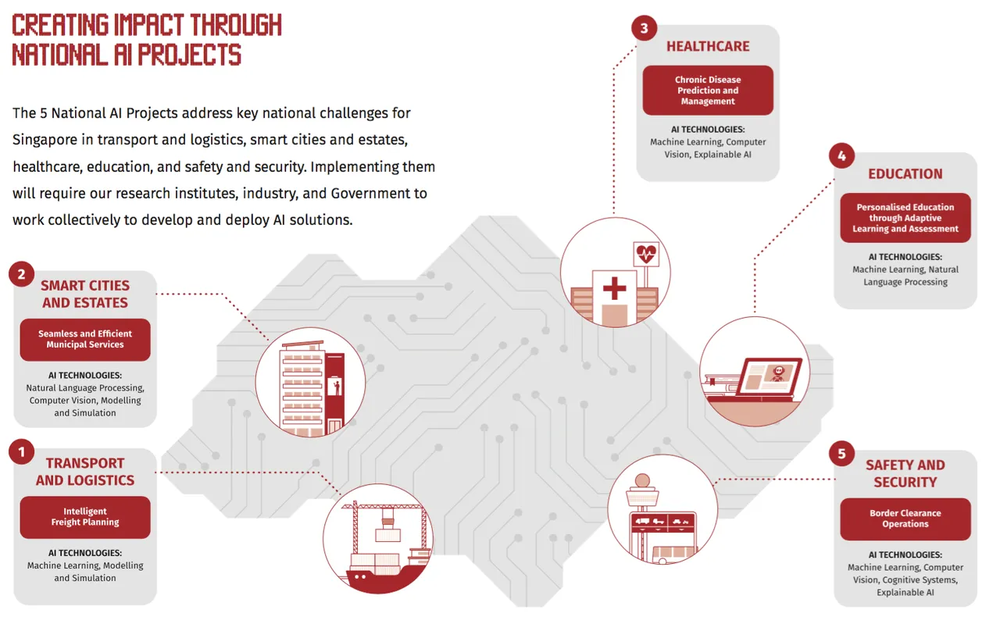 CREATING IMPACT THROUGH
NATIONAL AI PROJECTS
The 5 National AI Projects address key national challenges for
Singapore in transport and logistics, smart cities and estates,
healthcare, education, and safety and security. Implementing them
will require our research institutes, industry, and Government to
work collectively to develop and deploy AI solutions.
1
TRANSPORT
AND LOGISTICS
Intelligent
Freight Planning
AI TECHNOLOGIES:
Machine Learning, Modelling
and Simulation
2
SMART CITIES
AND ESTATES
Seamless and Efficient
Municipal Services
AI TECHNOLOGIES:
Natural Language Processing,
Computer Vision, Modelling
and Simulation
3
HEALTHCARE
Chronic Disease
Prediction and
Management
AI TECHNOLOGIES:
Machine Learning, Computer
Vision, Explainable AI
4
EDUCATION
Personalised Education
through Adaptive
Learning and Assessment
AI TECHNOLOGIES:
Machine Learning, Natural
Language Processing
5
SAFETY AND
SECURITY
Border Clearance
Operations
AI TECHNOLOGIES:
Machine Learning, Computer
Vision, Cognitive Systems,
Explainable AI